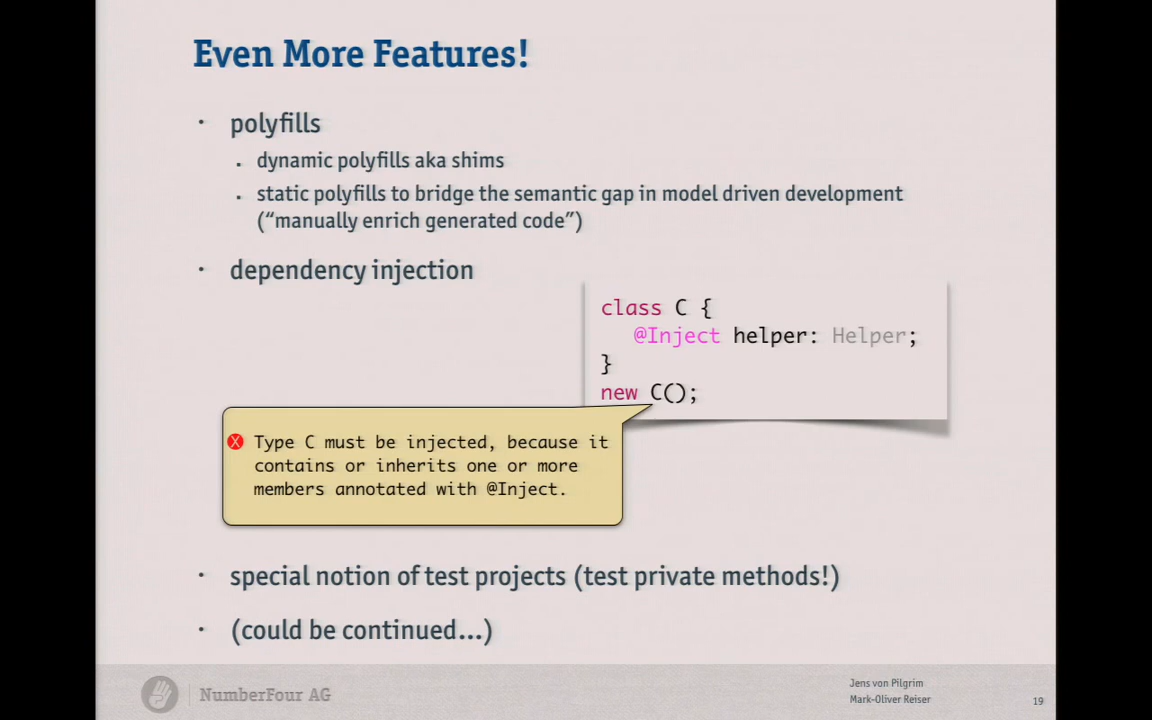 Even More Features!
• polyfills
▪ dynamic polyfills aka shims
▪ static polyfills to bridge the semantic gap in model driven development
(“manually enrich generated code”)
• dependency injection
class C {
@Inject helper: Helper;
}
new C();
X
Type C must be injected, because it
contains or inherits one or more
members annotated with @Inject.
• special notion of test projects (test private methods!)
• (could be continued…)
NumberFour AG
Jens von Pilgrim
Mark-Oliver Reiser
19